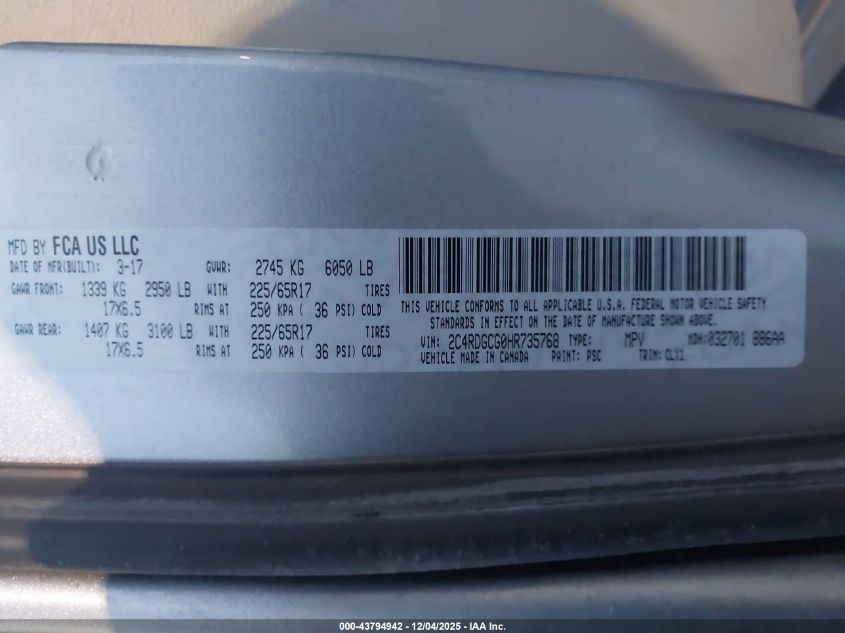 MFD BY FCA US LLC
DATE OF MFR(BUILT): 3-17 GVWR: 2745 KG 6050 LB
GAWR FRONT: 1339 KG 2950 LB WITH 225/65R17 TIRES
17X6.5 RIMS AT 250 KPA ( 36 PSI) COLD
GAWR REAR: 1407 KG 3100 LB WITH 225/65R17 TIRES
17X6.5 RIMS AT 250 KPA ( 36 PSI) COLD
THIS VEHICLE CONFORMS TO ALL APPLICABLE U.S.A. FEDERAL MOTOR VEHICLE SAFETY
STANDARDS IN EFFECT ON THE DATE OF MANUFACTURE SHOWN ABOVE.
VIN: 2C4RDGCG0HR735768 TYPE: MPV MDH:032701 886AA
VEHICLE MADE IN CANADA PAINT: PSC TRIM: CLX1
000-43794942 - 12/04/2025 - IAA Inc.